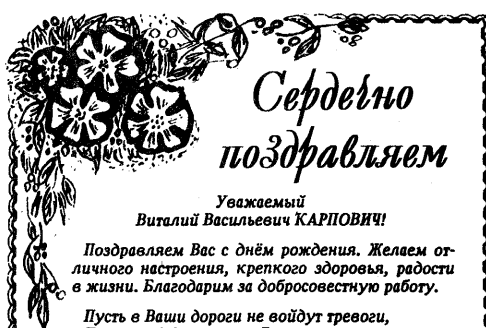 Сердечно
поздравляем
Уважаемый
Виталий Васильевич КАРПОВИЧ!
Поздравляем Вас с днём рождения. Желаем от-
личного настроения, крепкого здоровья, радости
в жизни. Благодарим за добросовестную работу.
Пусть в Ваши дороги не войдут тревоги,